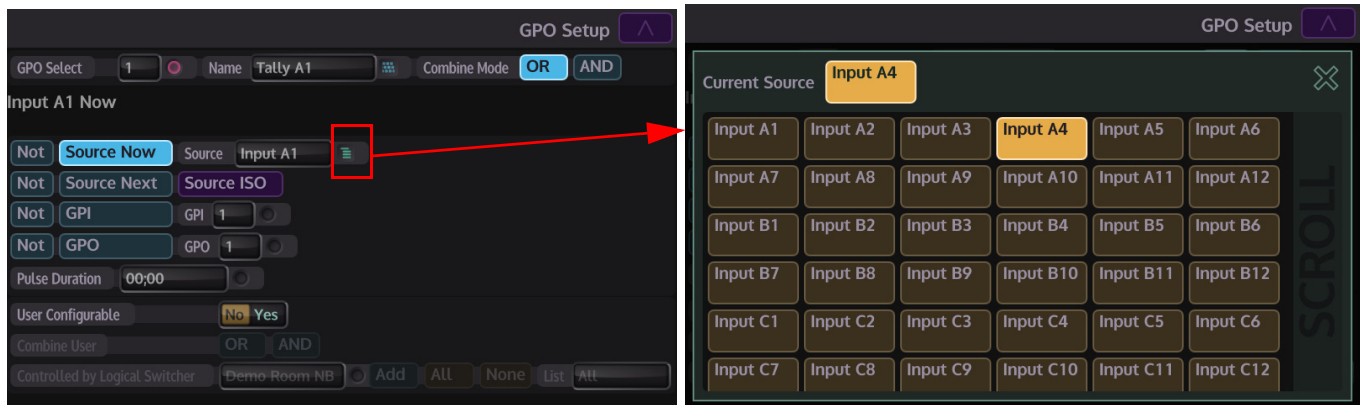 GPO Setup
GPO Select 1 Name Tally A1 Combine Mode OR AND
Input A1 Now
Not Source Now Source Input A1
Not Source Next Source ISO
Not GPI GPI 1
Not GPO GPO 1
Pulse Duration 00;00
User Configurable No Yes
Combine User OR AND
Controlled by Logical Switcher Demo Room NB Add All None List All
GPO Setup
Current Source Input A4
Input A1 Input A2 Input A3 Input A4 Input A5 Input A6
Input A7 Input A8 Input A9 Input A10 Input A11 Input A12
Input B1 Input B2 Input B3 Input B4 Input B5 Input B6
Input B7 Input B8 Input B9 Input B10 Input B11 Input B12
Input C1 Input C2 Input C3 Input C4 Input C5 Input C6
Input C7 Input C8 Input C9 Input C10 Input C11 Input C12
SCROLL